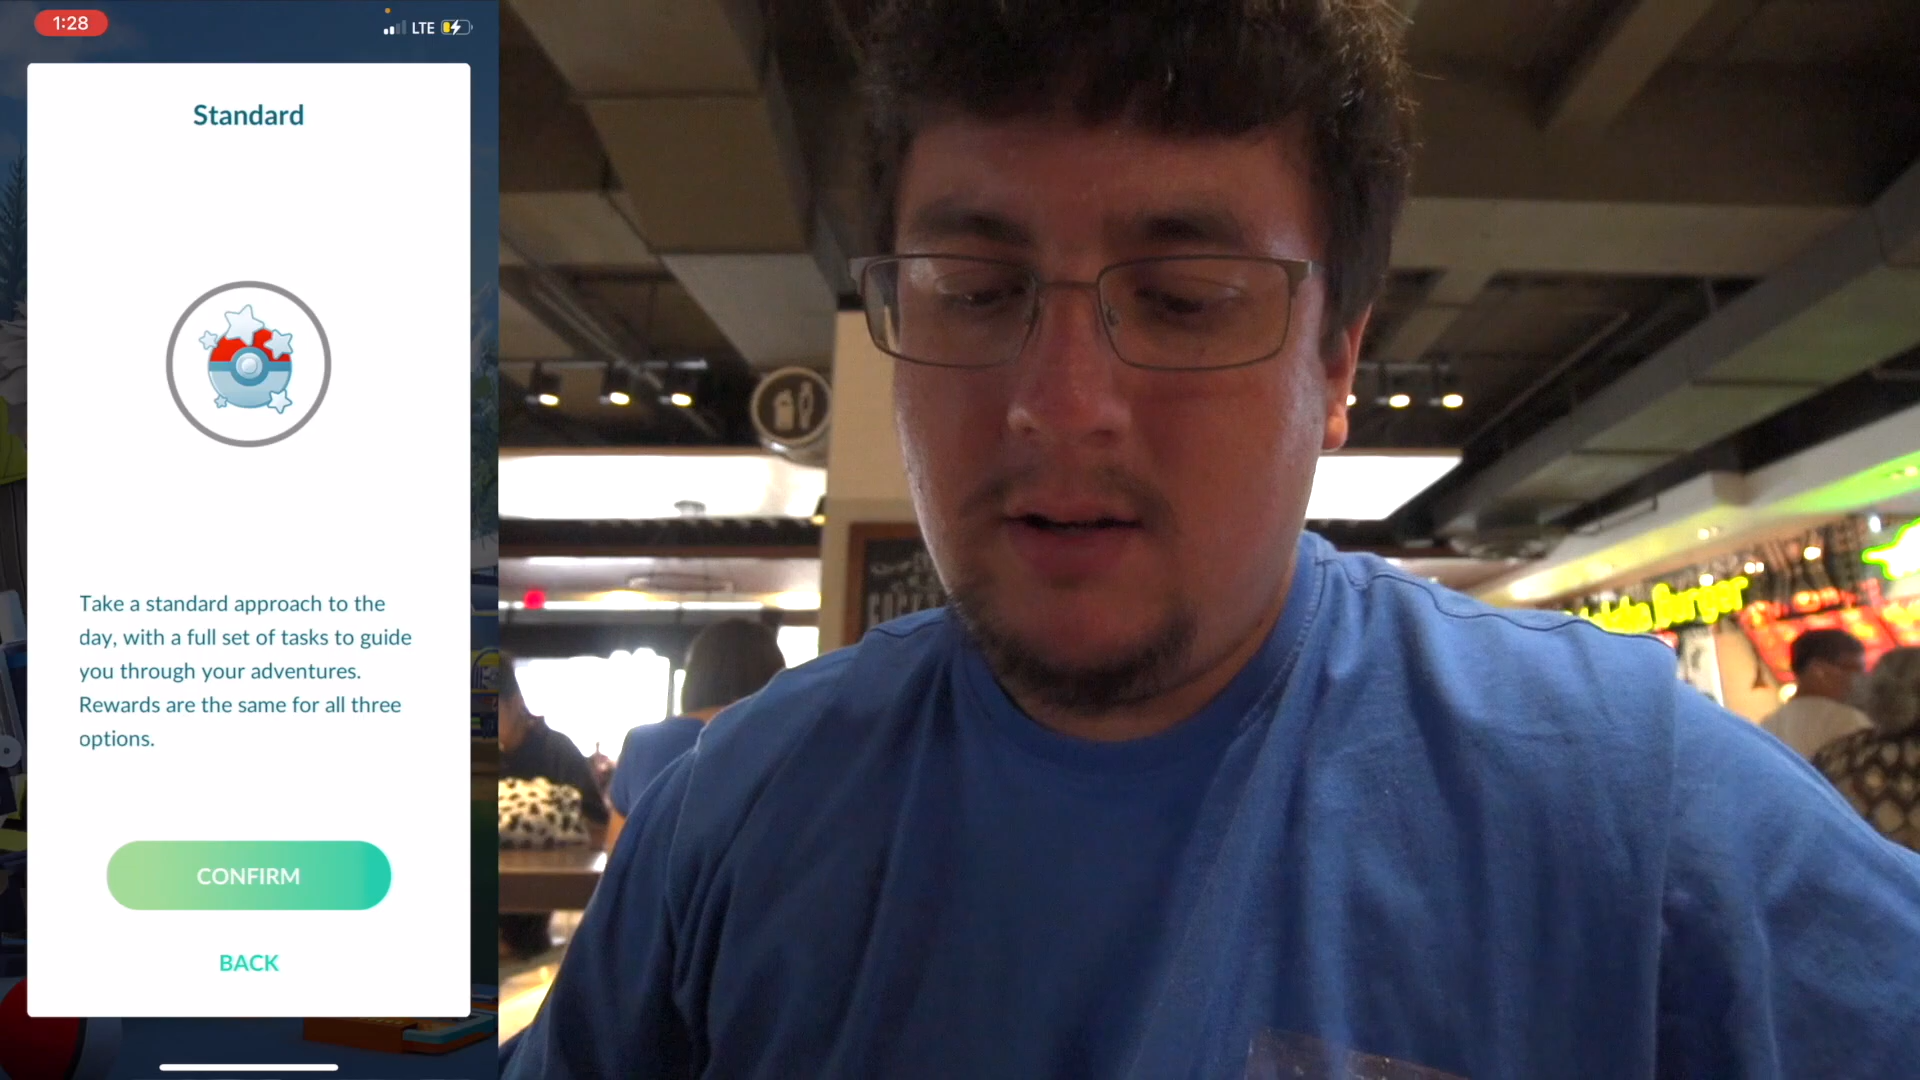 1:28
LTE
Standard
Take a standard approach to the
day, with a full set of tasks to guide
you through your adventures.
Rewards are the same for all three
options.
CONFIRM
BACK